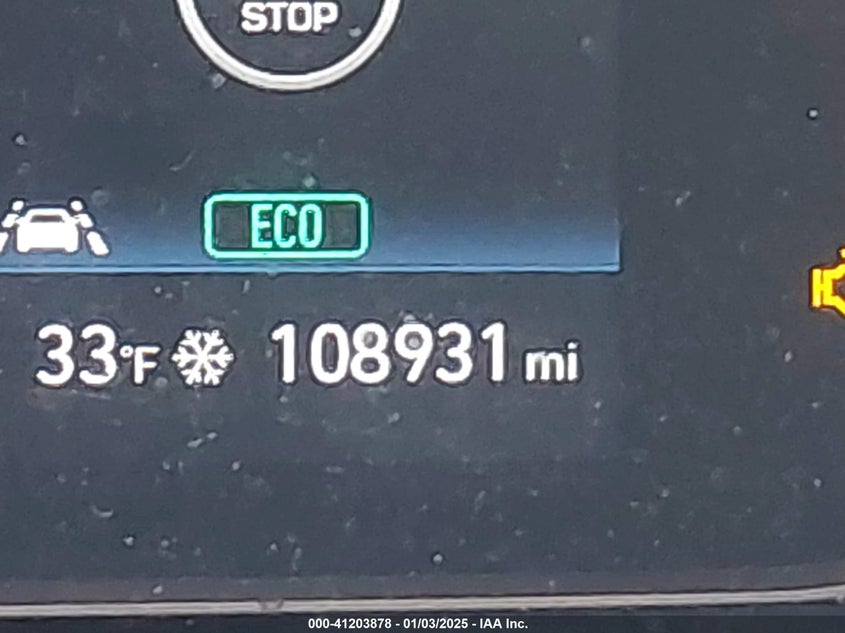 STOP
ECO
33°F 108931 mi
000-41203878 - 01/03/2025 - IAA Inc.